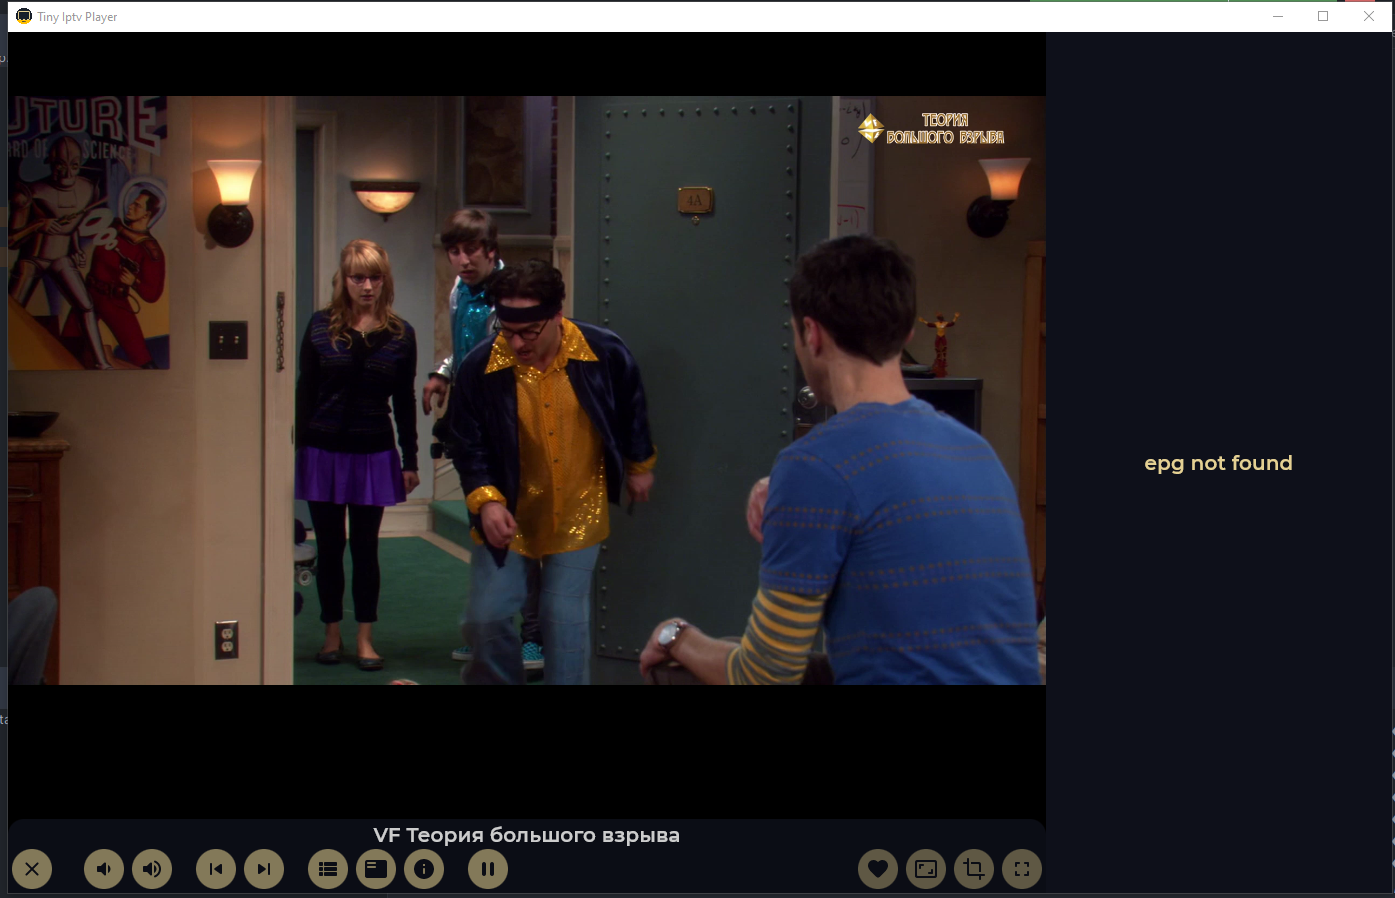 Tiny Iptv Player
UTURE
ARD OF SCIENCE
ТЕОРИЯ
БОЛЬШОГО ВЗРЫВА
4A
epg not found
VF Теория большого взрыва